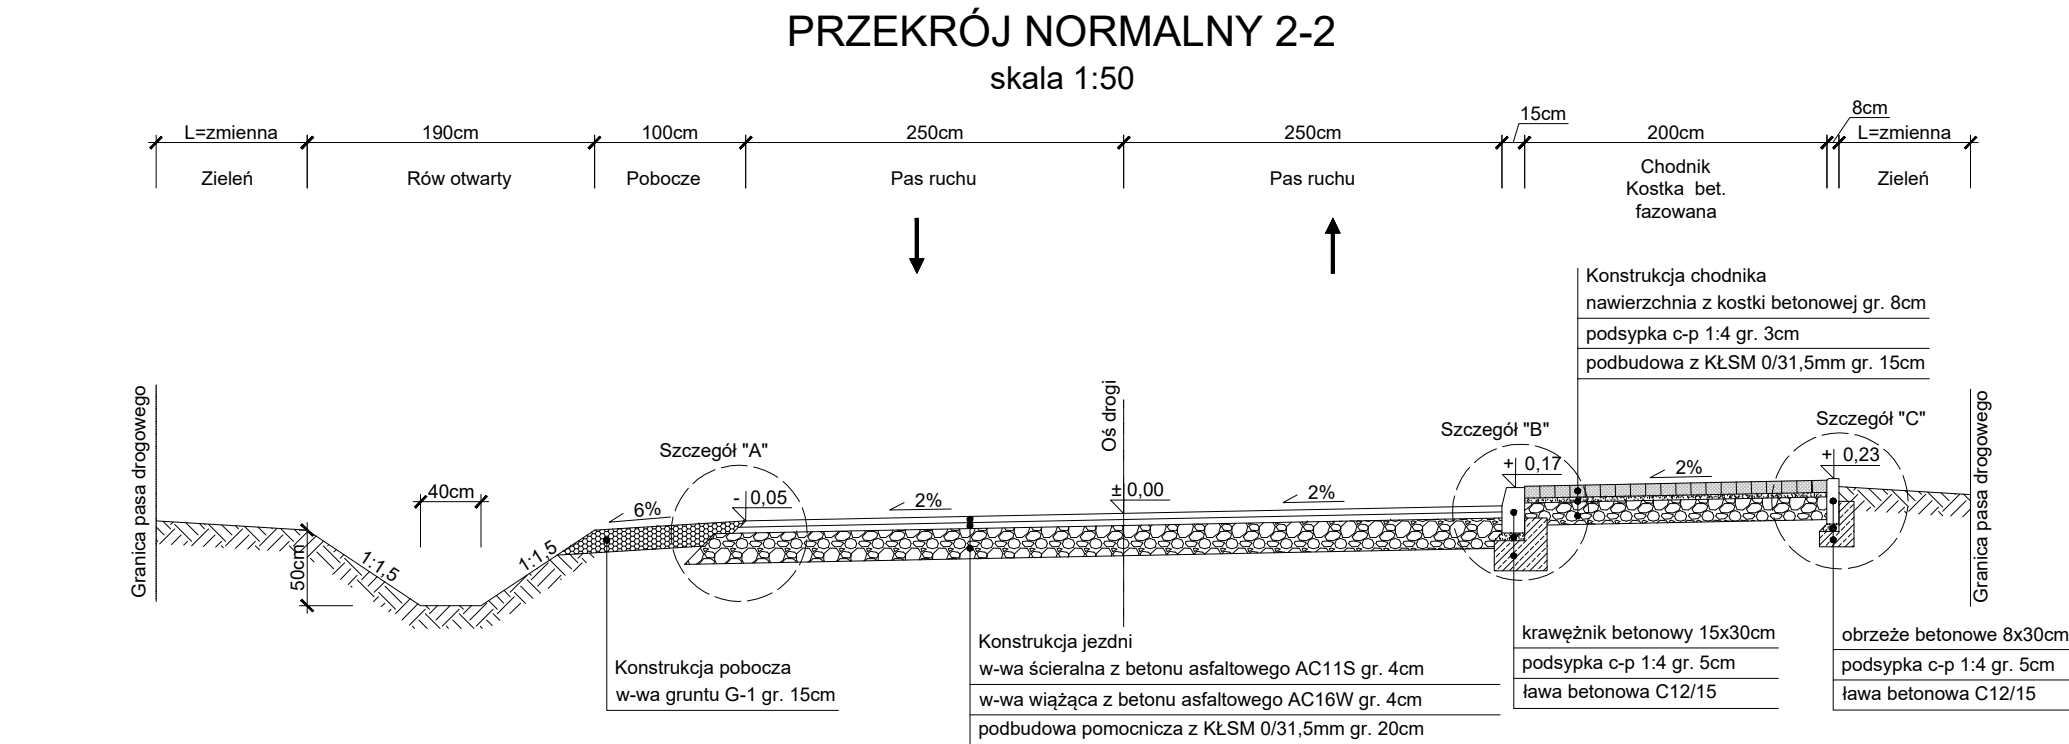 PRZEKRÓJ NORMALNY 2-2
skala 1:50
L=zmienna
190cm
100cm
250cm
250cm
15cm
200cm
8cm
L=zmienna
Zieleń
Rów otwarty
Pobocze
Pas ruchu
Pas ruchu
Chodnik
Kostka bet.
fazowana
Zieleń
Konstrukcja chodnika
nawierzchnia z kostki betonowej gr. 8cm
podsypka c-p 1:4 gr. 3cm
podbudowa z KŁSM 0/31,5mm gr. 15cm
Granica pasa drogowego
50cm
1:1,5
40cm
1:1,5
6%
Szczegół "A"
- 0,05
2%
Oś drogi
± 0,00
2%
Szczegół "B"
+ 0,17
2%
Szczegół "C"
+ 0,23
Granica pasa drogowego
Konstrukcja pobocza
w-wa gruntu G-1 gr. 15cm
Konstrukcja jezdni
w-wa ścieralna z betonu asfaltowego AC11S gr. 4cm
w-wa wiążąca z betonu asfaltowego AC16W gr. 4cm
podbudowa pomocnicza z KŁSM 0/31,5mm gr. 20cm
krawężnik betonowy 15x30cm
podsypka c-p 1:4 gr. 5cm
ława betonowa C12/15
obrzeże betonowe 8x30cm
podsypka c-p 1:4 gr. 5cm
ława betonowa C12/15